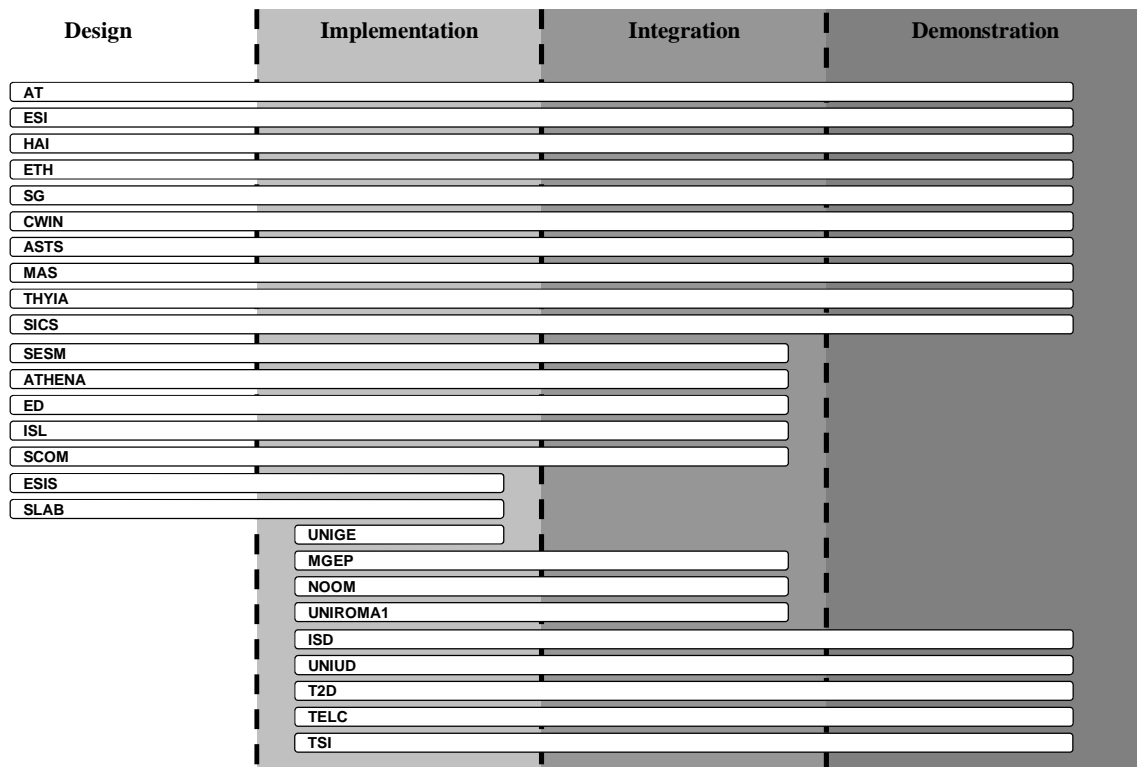 Design Implementation Integration Demonstration
AT
ESI
HAI
ETH
SG
CWIN
ASTS
MAS
THYIA
SICS
SESM
ATHENA
ED
ISL
SCOM
ESIS
SLAB
UNIGE
MGEP
NOOM
UNIROMA1
ISD
UNIUD
T2D
TELC
TSI